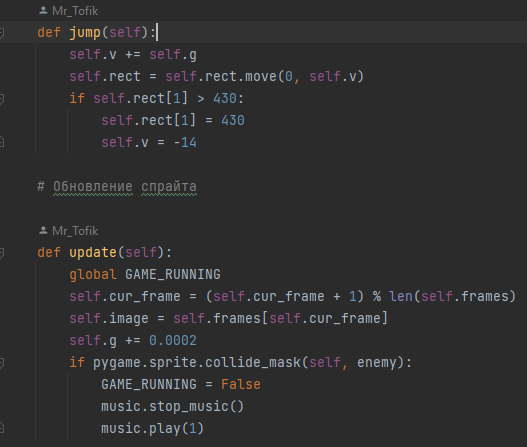 Mr_Tofik
def jump(self):
self.v += self.g
self.rect = self.rect.move(0, self.v)
if self.rect[1] > 430:
self.rect[1] = 430
self.v = -14
# Обновление спрайта
Mr_Tofik
def update(self):
global GAME_RUNNING
self.cur_frame = (self.cur_frame + 1) % len(self.frames)
self.image = self.frames[self.cur_frame]
self.g += 0.0002
if pygame.sprite.collide_mask(self, enemy):
GAME_RUNNING = False
music.stop_music()
music.play(1)